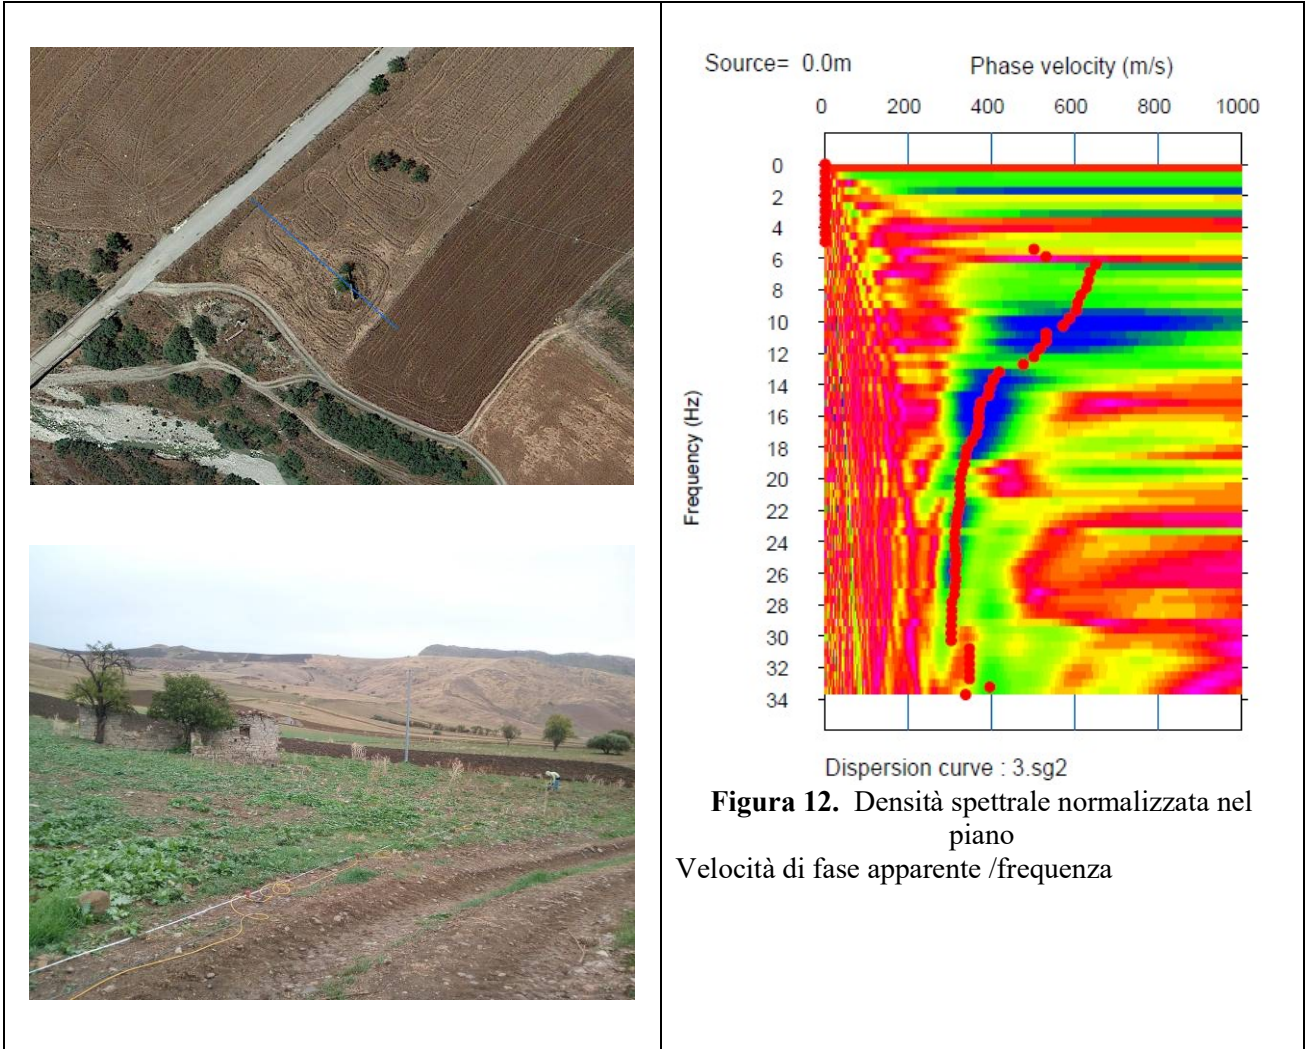 Source= 0.0m
Phase velocity (m/s)
0 200 400 600 800 1000
0
2
4
6
8
10
12
14
16
18
20
22
24
26
28
30
32
34
Frequency (Hz)
Dispersion curve : 3.sg2
Figura 12. Densità spettrale normalizzata nel
piano
Velocità di fase apparente /frequenza